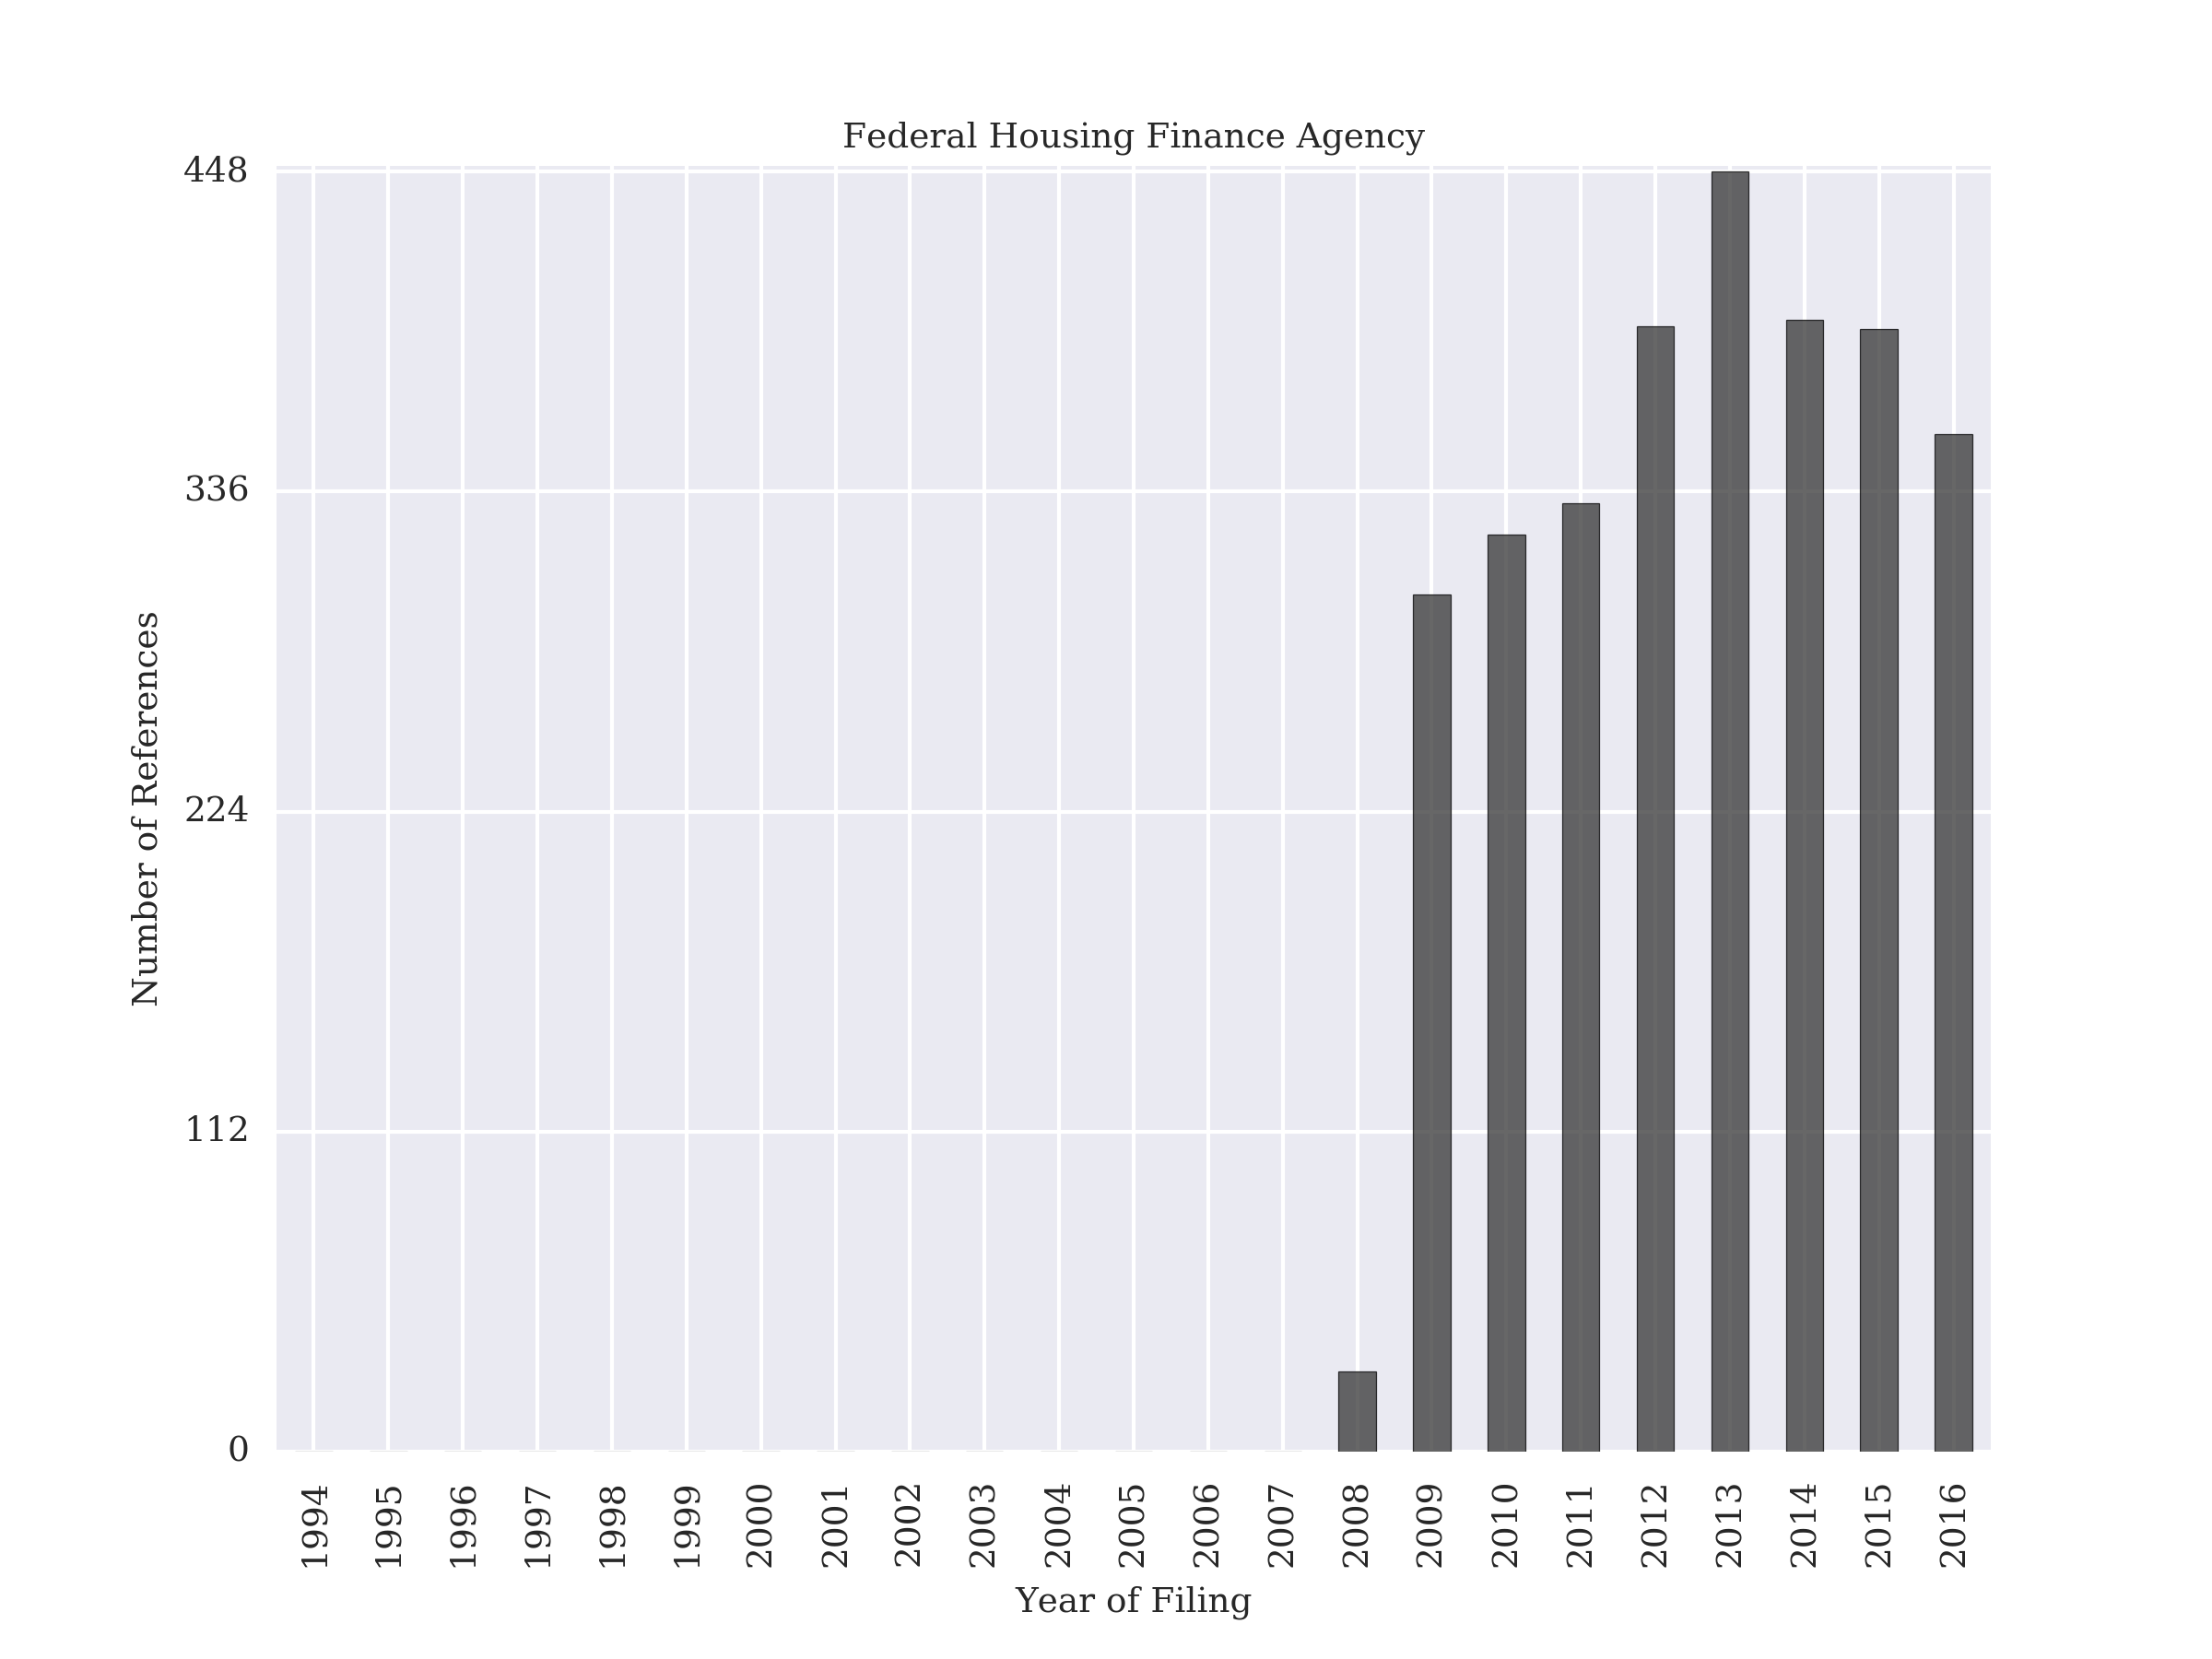 Federal Housing Finance Agency
448
336
224
112
0
Number of References
1994 1995 1996 1997 1998 1999 2000 2001 2002 2003 2004 2005 2006 2007 2008 2009 2010 2011 2012 2013 2014 2015 2016
Year of Filing